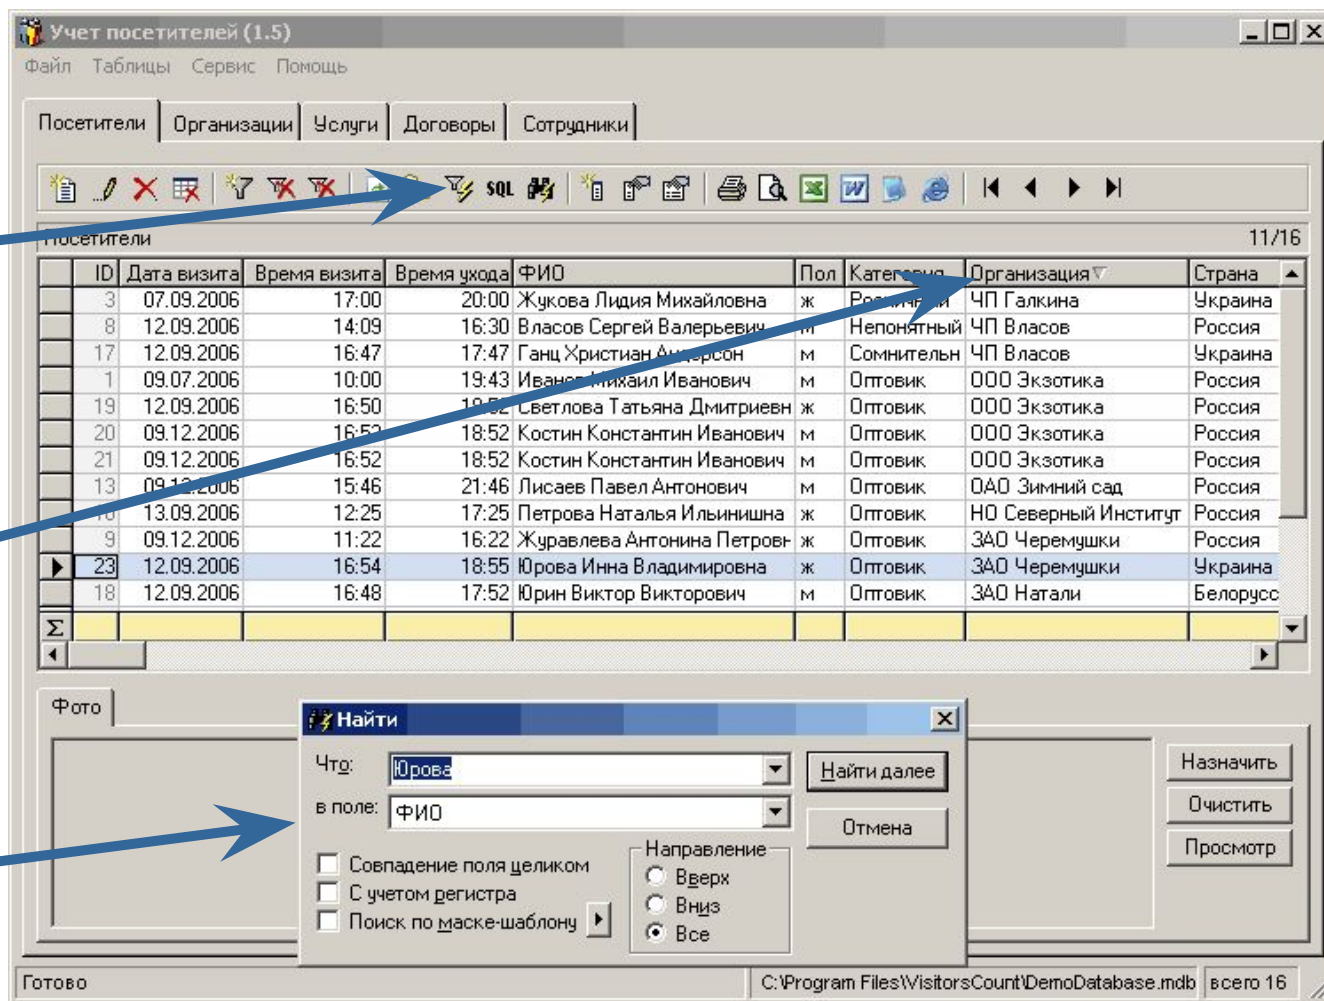 Учет посетителей (1.5)
Файл Таблицы Сервис Помощь
Посетители Организации Услуги Договоры Сотрудники
SQL
Посетители 11/16
ID Дата визита Время визита Время ухода ФИО Пол Категория Организация Страна
3 07.09.2006 17:00 20:00 Жукова Лидия Михайловна ж Розничный ЧП Галкина Украина
8 12.09.2006 14:09 16:30 Власов Сергей Валерьевич м Непонятный ЧП Власов Россия
17 12.09.2006 16:47 17:47 Ганц Христиан Андерсон м Сомнительн ЧП Власов Украина
1 09.07.2006 10:00 19:43 Иванов Михаил Иванович м Оптовик ООО Экзотика Россия
19 12.09.2006 16:50 18:52 Светлова Татьяна Дмитриевн ж Оптовик ООО Экзотика Россия
20 09.12.2006 16:52 18:52 Костин Константин Иванович м Оптовик ООО Экзотика Россия
21 09.12.2006 16:52 18:52 Костин Константин Иванович м Оптовик ООО Экзотика Россия
13 09.12.2006 15:46 21:46 Лисаев Павел Антонович м Оптовик ОАО Зимний сад Россия
13.09.2006 12:25 17:25 Петрова Наталья Ильинишна ж Оптовик НО Северный Институт Россия
9 09.12.2006 11:22 16:22 Журавлева Антонина Петровн ж Оптовик ЗАО Черемушки Россия
23 12.09.2006 16:54 18:55 Юрова Инна Владимировна ж Оптовик ЗАО Черемушки Украина
18 12.09.2006 16:48 17:52 Юрин Виктор Викторович м Оптовик ЗАО Натали Белорусс
Σ
Фото
Найти
Что: Юрова Найти далее
в поле: ФИО Отмена
Совпадение поля целиком
С учетом регистра
Поиск по маске-шаблону
Направление
Вверх
Вниз
Все
Назначить
Очистить
Просмотр
Готово C:\Program Files\VisitorsCount\DemoDatabase.mdb всего 16